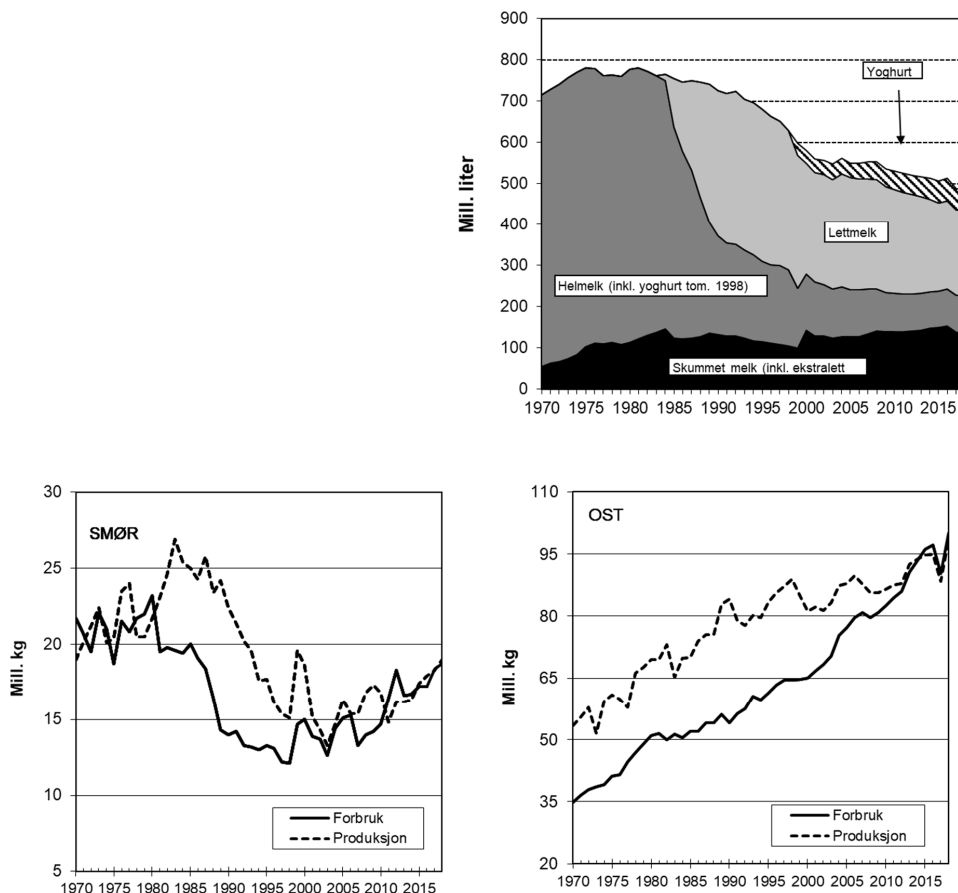 900
800
700
600
500
400
300
200
100
0
Mill. liter
Yoghurt
Lettmelk
Helmelk (inkl. yoghurt tom. 1998)
Skummet melk (inkl. ekstralett
1970 1975 1980 1985 1990 1995 2000 2005 2010 2015
30
25
20
15
10
5
Mill. kg
SMØR
Forbruk
Produksjon
1970 1975 1980 1985 1990 1995 2000 2005 2010 2015
110
95
80
65
50
35
20
Mill. kg
OST
Forbruk
Produksjon
1970 1975 1980 1985 1990 1995 2000 2005 2010 2015